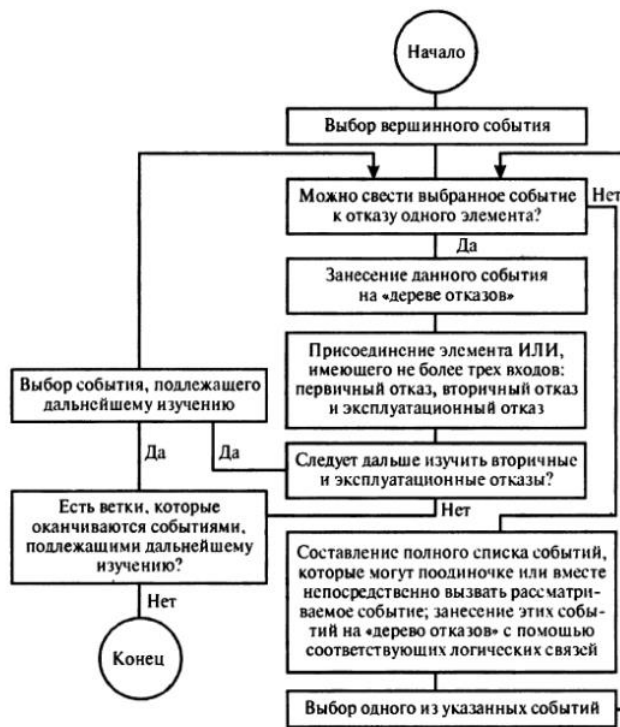 Начало
Выбор вершинного события
Можно свести выбранное событие
к отказу одного элемента?
Нет
Да
Занесение данного события
на «дереве отказов»
Присоединение элемента ИЛИ,
имеющего не более трех входов:
первичный отказ, вторичный отказ
и эксплуатационный отказ
Выбор события, подлежащего
дальнейшему изучению
Да
Да
Следует дальше изучить вторичные
и эксплуатационные отказы?
Нет
Есть ветки, которые
оканчиваются событиями,
подлежащими дальнейшему
изучению?
Нет
Конец
Составление полного списка событий,
которые могут поодиночке или вместе
непосредственно вызвать рассматри-
ваемое событие; занесение этих собы-
тий на «дерево отказов» с помощью
соответствующих логических связей
Выбор одного из указанных событий